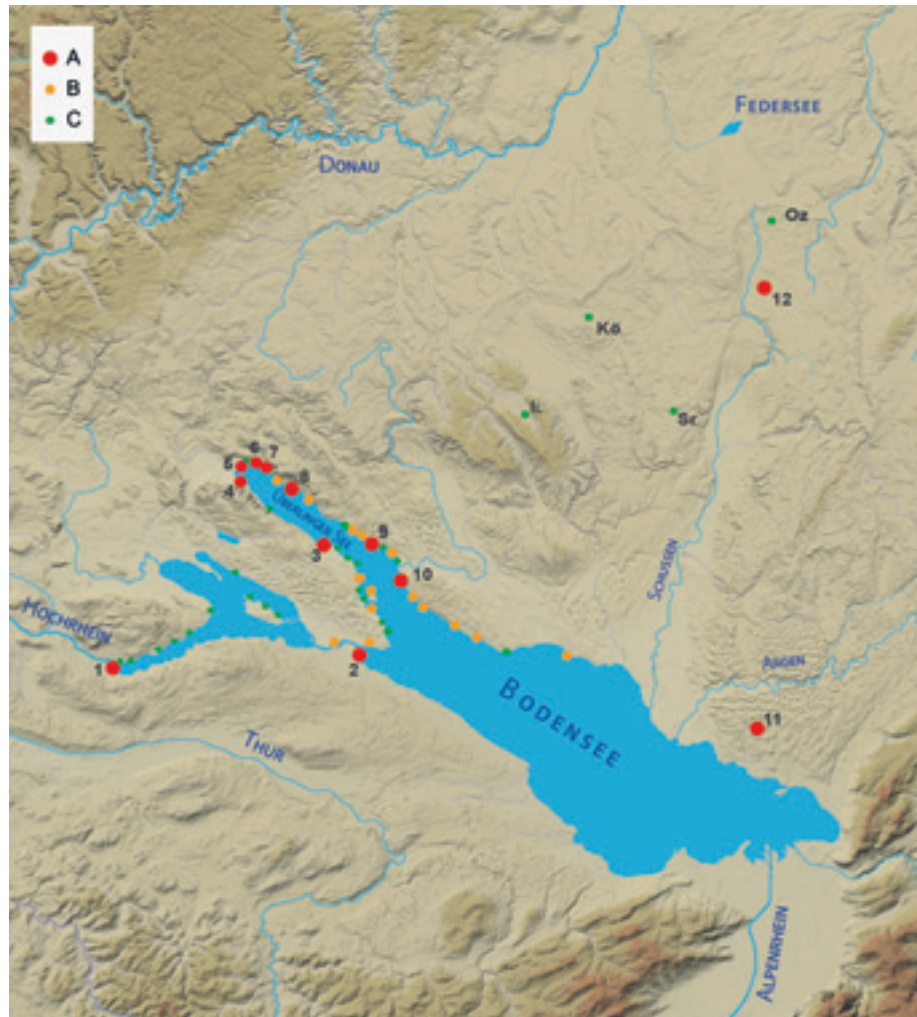 A
B
C
FEDERSEE
DONAU
Oz
12
Kö
IL
Sr.
6
7
5
8
4
ÜBERLINGER SEE
9
3
10
SCHUSSEN
HOCHRHEIN
1
2
ARGEN
BODENSEE
11
THUR
ALPENRHEIN